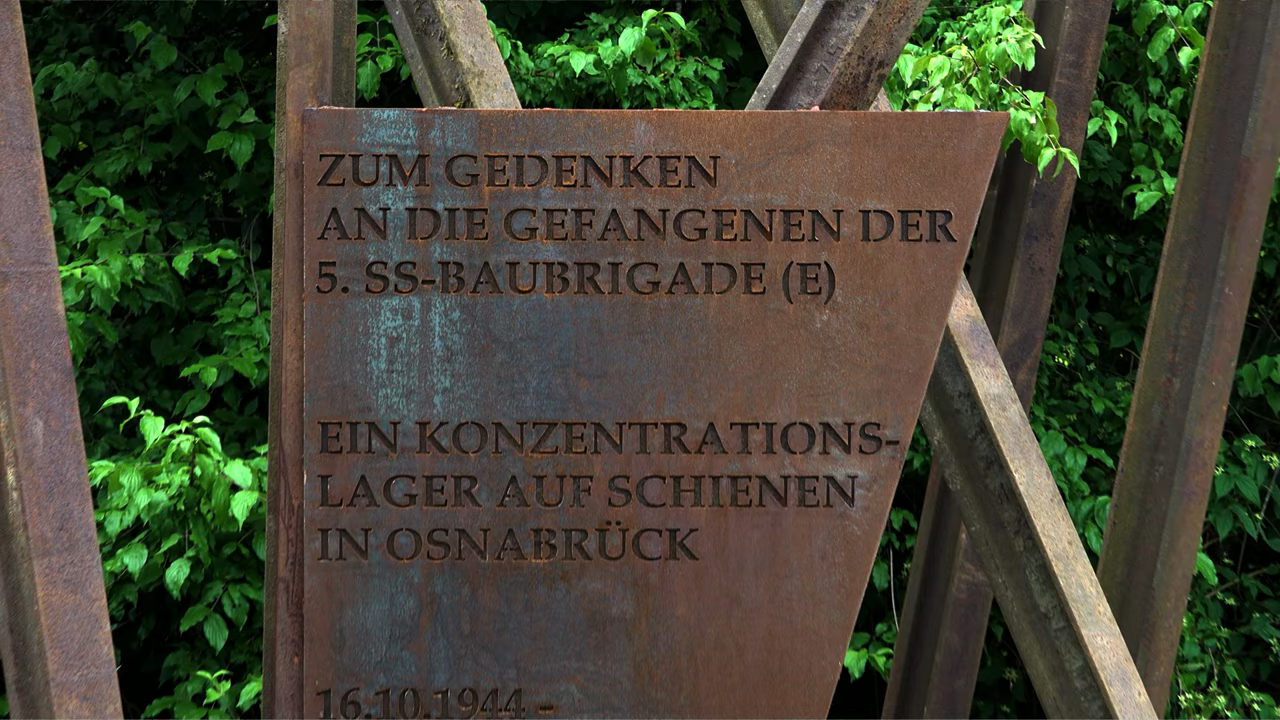 ZUM GEDENKEN
AN DIE GEFANGENEN DER
5. SS-BAUBRIGADE (E)
EIN KONZENTRATIONS-
LAGER AUF SCHIENEN
IN OSNABRÜCK
16.10.1944 -